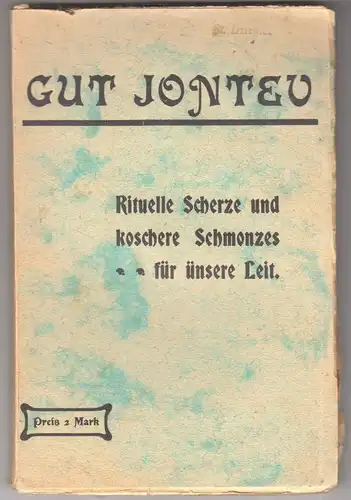 GUT JONTEV
Rituelle Scherze und
koschere Schmonzes
für ünsere Leit.
Preis 2 Mark